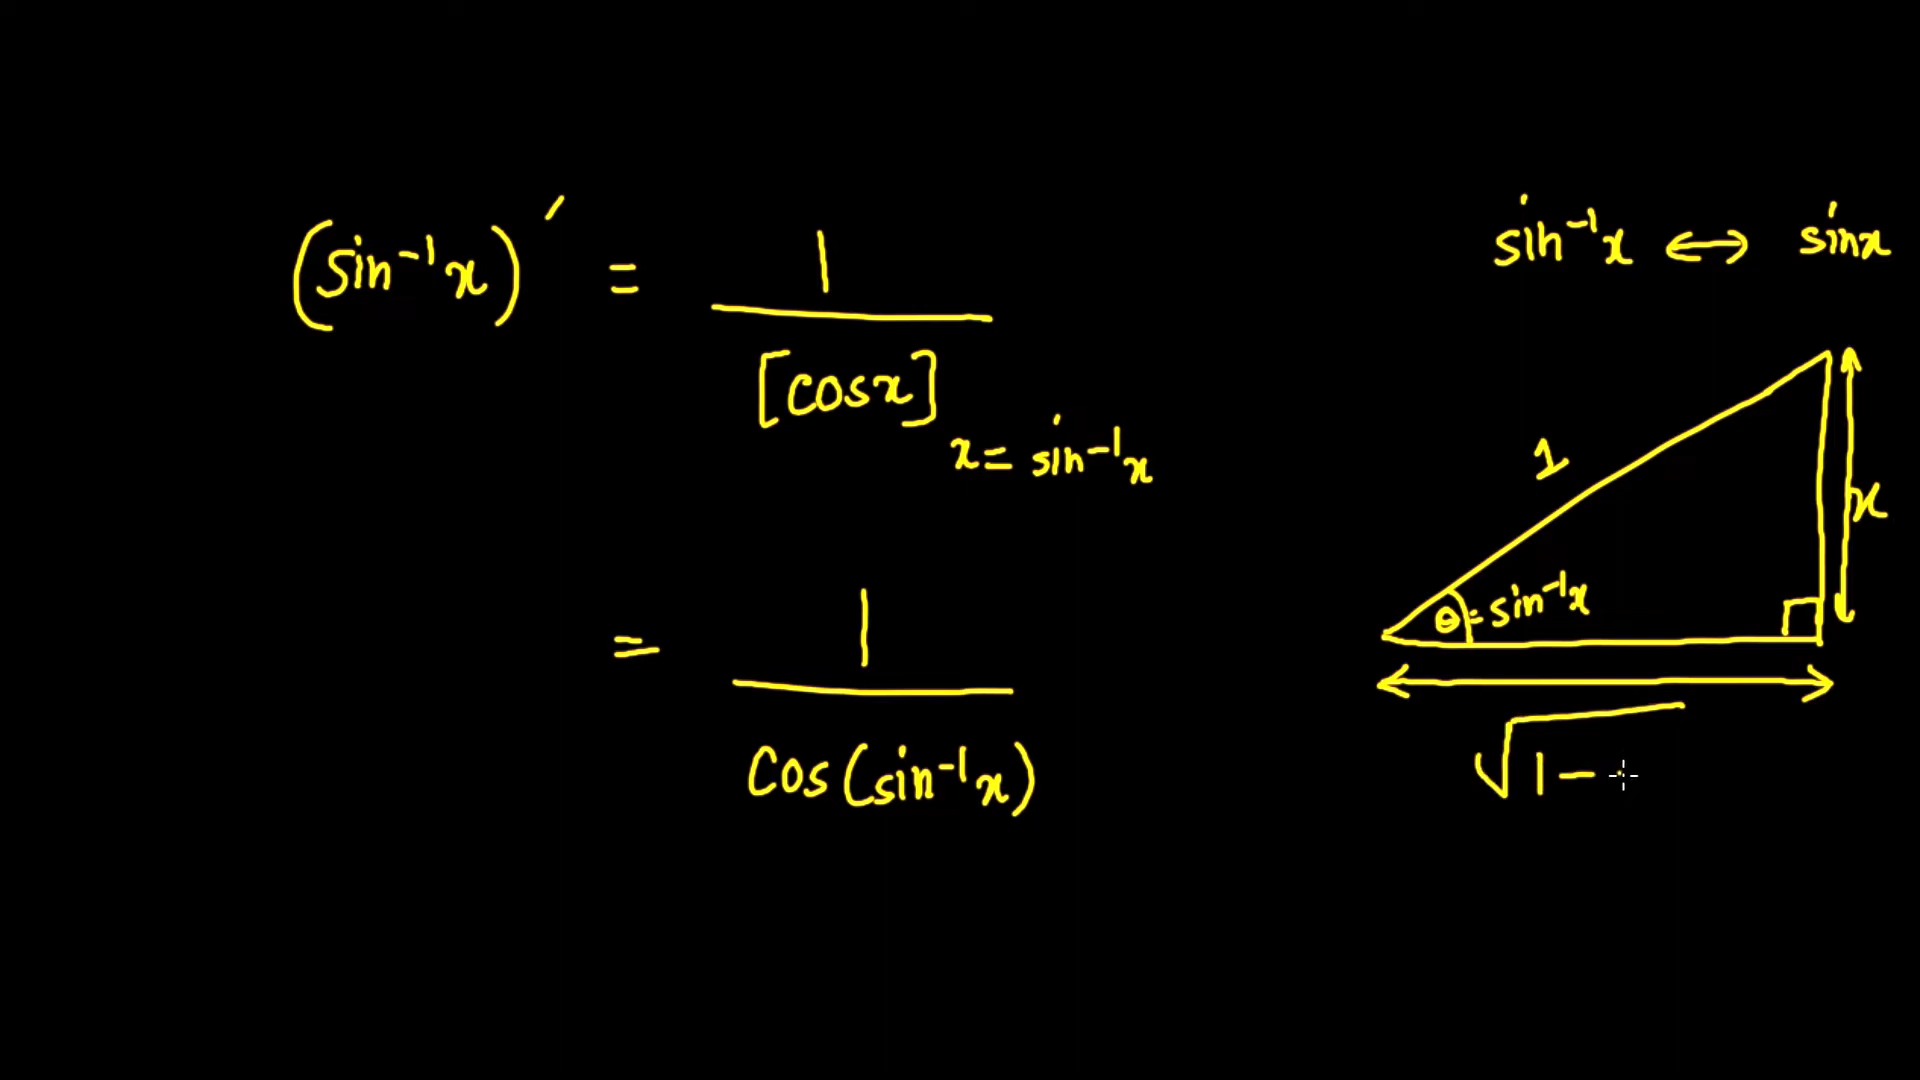 (sin⁻¹x)′ = 1 / [cosx] x = sin⁻¹x
= 1 / cos(sin⁻¹x)
sin⁻¹x ↔ sinx
1
x
θ = sin⁻¹x
√1 −